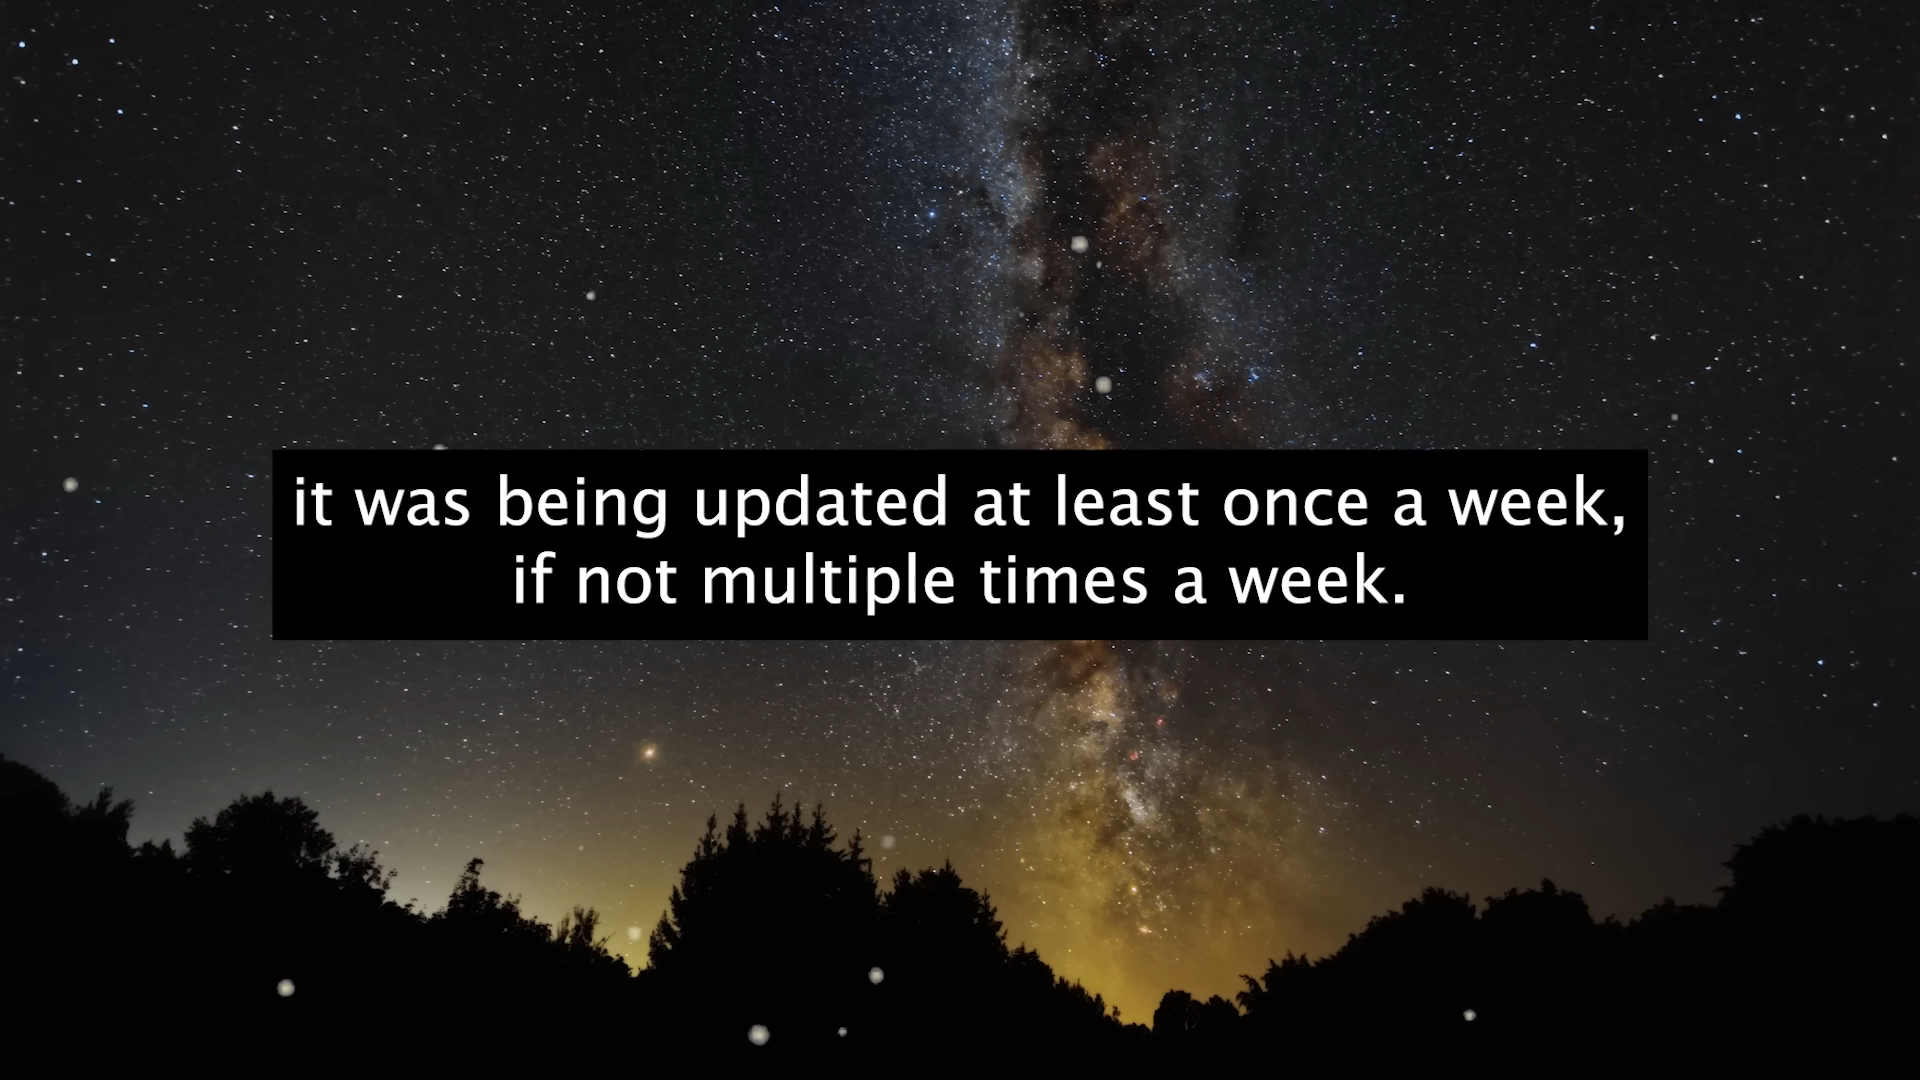 it was being updated at least once a week,
if not multiple times a week.